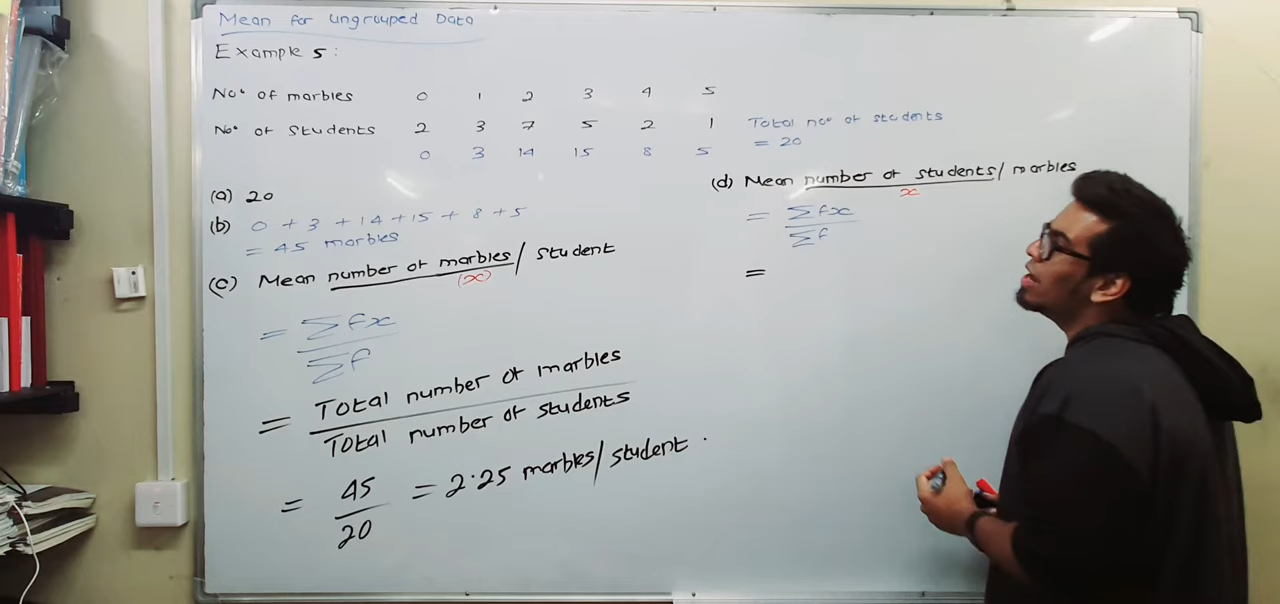 Mean for ungrouped Data
Example 5:
No. of marbles 0 1 2 3 4 5
No. of Students 2 3 7 5 2 1 Total no. of students
= 20
0 3 14 15 8 5
(a) 20
(b) 0 + 3 + 14 + 15 + 8 + 5
= 45 marbles
(c) Mean number of marbles/ student
(x)
= Σfx
Σf
= Total number of marbles
Total number of students
= 45 = 2.25 marbles/student.
20
(d) Mean number of students/ marbles
x
= Σfx
Σf
=